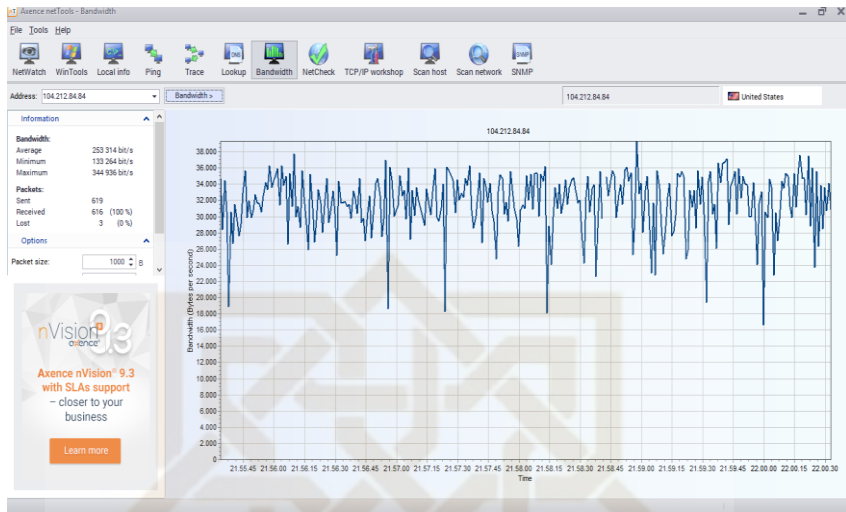 nT Axence netTools - Bandwidth
File Tools Help
NetWatch WinTools Local info Ping Trace Lookup Bandwidth NetCheck TCP/IP workshop Scan host Scan network SNMP
Address: 104.212.84.84 Bandwidth > 104.212.84.84 United States
Information
Bandwidth:
Average 253 314 bit/s
Minimum 133 264 bit/s
Maximum 344 936 bit/s
Packets:
Sent 619
Received 616 (100 %)
Lost 3 (0 %)
Options
Packet size: 1000 B
nVision 9.3
axence
Axence nVision® 9.3
with SLAs support
– closer to your
business
Learn more
104.212.84.84
38.000
36.000
34.000
32.000
30.000
28.000
26.000
24.000
22.000
20.000
18.000
16.000
14.000
12.000
10.000
8.000
6.000
4.000
2.000
0
Bandwidth (Bytes per second)
21.55.45 21.56.00 21.56.15 21.56.30 21.56.45 21.57.00 21.57.15 21.57.30 21.57.45 21.58.00 21.58.15 21.58.30 21.58.45 21.59.00 21.59.15 21.59.30 21.59.45 22.00.00 22.00.15 22.00.30
Time